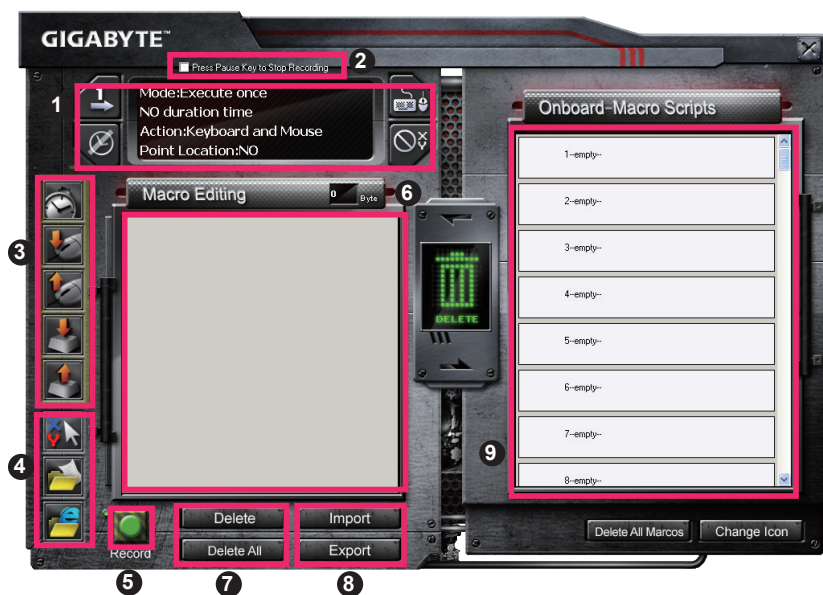 GIGABYTE™
2
Press Pause Key to Stop Recording
1
1
Mode:Execute once
NO duration time
Action:Keyboard and Mouse
Point Location:NO
X
Y
Onboard-Macro Scripts
1--empty--
2--empty--
3--empty--
4--empty--
5--empty--
6--empty--
7--empty--
8--empty--
9
Macro Editing
0
Byte
6
3
DELETE
4
X
Y
Record
5
Delete
Delete All
7
Import
Export
8
Delete All Marcos
Change Icon